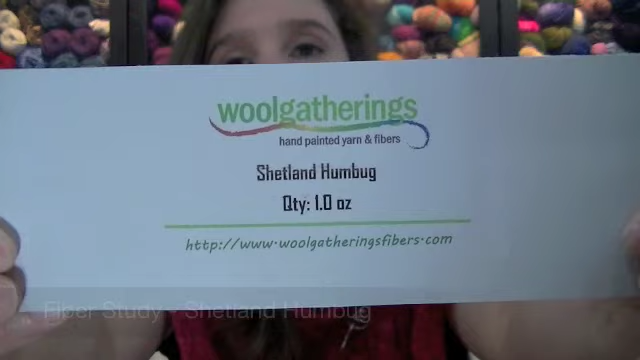 woolgatherings
hand painted yarn & fibers
Shetland Humbug
Qty: 1.0 oz
http://www.woolgatheringsfibers.com
Fiber Study - Shetland Humbug